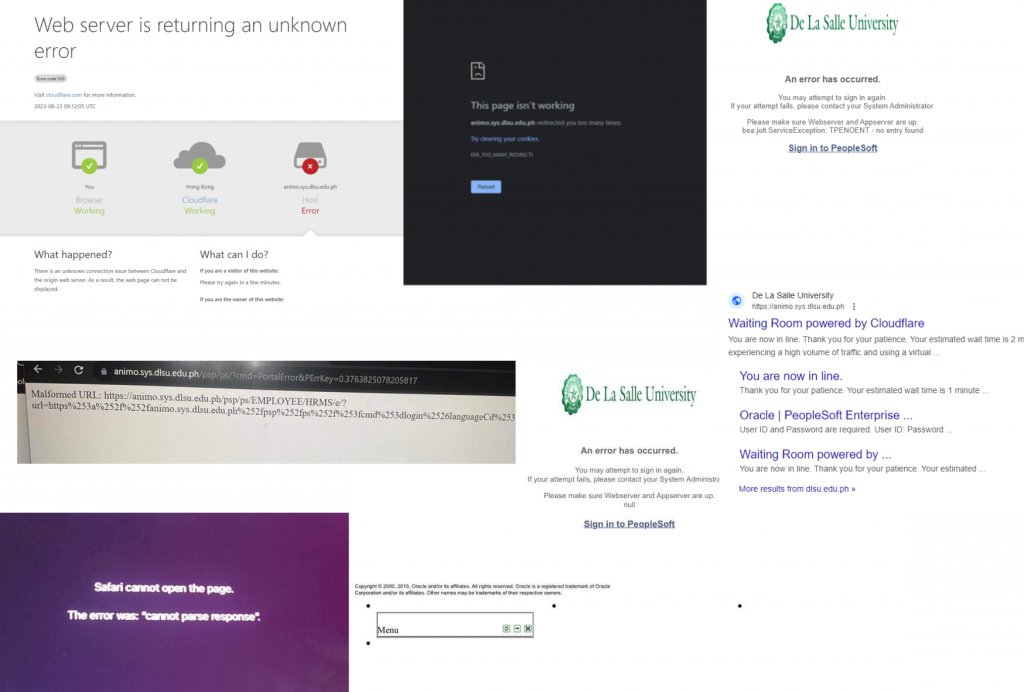 Web server is returning an unknown
error
Error code 520
Visit cloudflare.com for more information.
2023-08-23 09:12:05 UTC
You
Browser
Working
Hong Kong
Cloudflare
Working
animo.sys.dlsu.edu.ph
Host
Error
What happened?
There is an unknown connection issue between Cloudflare and
the origin web server. As a result, the web page can not be
displayed.
What can I do?
If you are a visitor of this website:
Please try again in a few minutes.
If you are the owner of this website:
This page isn't working
animo.sys.dlsu.edu.ph redirected you too many times.
Try clearing your cookies.
ERR_TOO_MANY_REDIRECTS
Reload
De La Salle University
An error has occurred.
You may attempt to sign in again.
If your attempt fails, please contact your System Administrator.
Please make sure Webserver and Appserver are up.
bea.jolt.ServiceException: TPENOENT - no entry found
Sign in to PeopleSoft
De La Salle University
https://animo.sys.dlsu.edu.ph
Waiting Room powered by Cloudflare
You are now in line. Thank you for your patience. Your estimated wait time is 2 m
experiencing a high volume of traffic and using a virtual ...
You are now in line.
Thank you for your patience. Your estimated wait time is 1 minute ...
Oracle | PeopleSoft Enterprise ...
User ID and Password are required. User ID: Password ...
Waiting Room powered by ...
You are now in line. Thank you for your patience. Your estimated ...
More results from dlsu.edu.ph »
animo.sys.dlsu.edu.ph/psp/ps/?cmd=PortalError&PErrKey=0.3763825078205817
Malformed URL: https://animo.sys.dlsu.edu.ph/psp/ps/EMPLOYEE/HRMS/e/?
url=https%253a%252f%252fanimo.sys.dlsu.edu.ph%252fpsp%252fps%252f%253fcmd%253dlogin%2526languageCd%253
De La Salle University
An error has occurred.
You may attempt to sign in again.
If your attempt fails, please contact your System Administra
Please make sure Webserver and Appserver are up.
null
Sign in to PeopleSoft
Safari cannot open the page.
The error was: "cannot parse response".
Copyright © 2000, 2010, Oracle and/or its affiliates. All rights reserved. Oracle is a registered trademark of Oracle
Corporation and/or its affiliates. Other names may be trademarks of their respective owners.
Menu